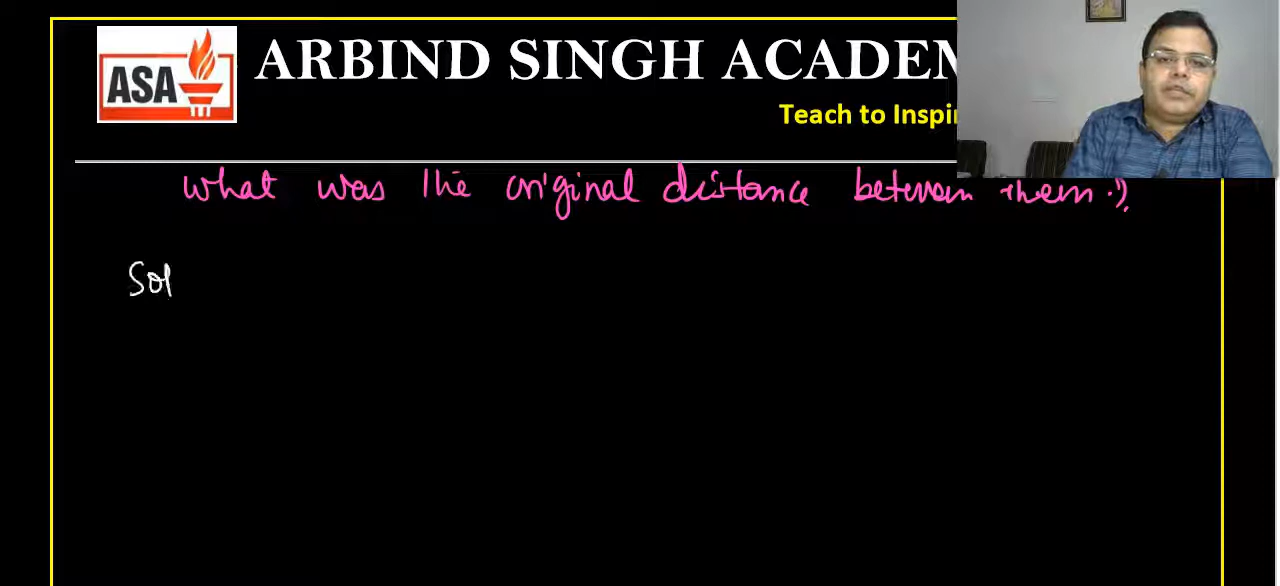 ASA
ARBIND SINGH ACADEM
Teach to Inspi
what was the original distance between them.?
Sol